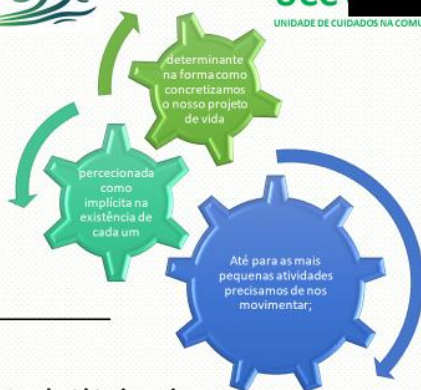 UNIDADE DE CUIDADOS NA COMU
determinante
na forma como
concretizamos
o nosso projeto
de vida
percecionada
como
implícita na
existência de
cada um
Até para as mais
pequenas atividades
precisamos de nos
movimentar;